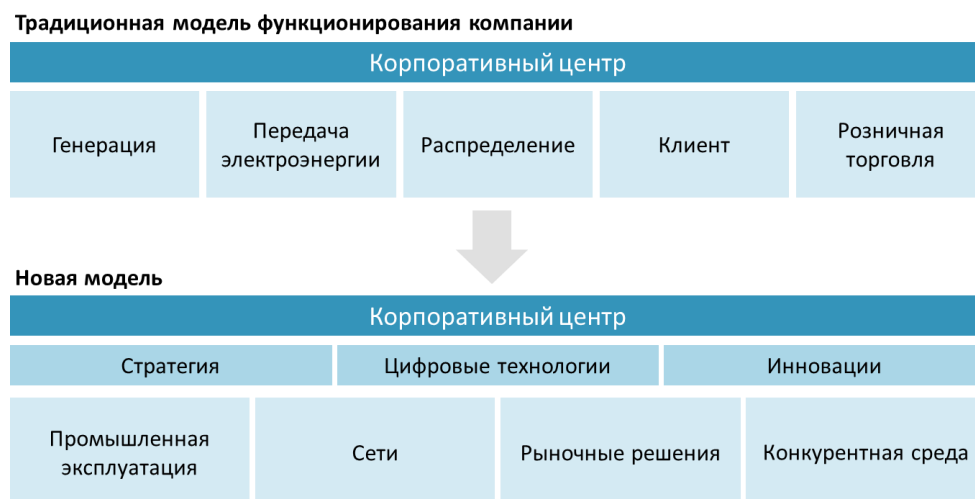 Традиционная модель функционирования компании
Корпоративный центр
Генерация
Передача
электроэнергии
Распределение
Клиент
Розничная
торговля
Новая модель
Корпоративный центр
Стратегия
Цифровые технологии
Инновации
Промышленная
эксплуатация
Сети
Рыночные решения
Конкурентная среда